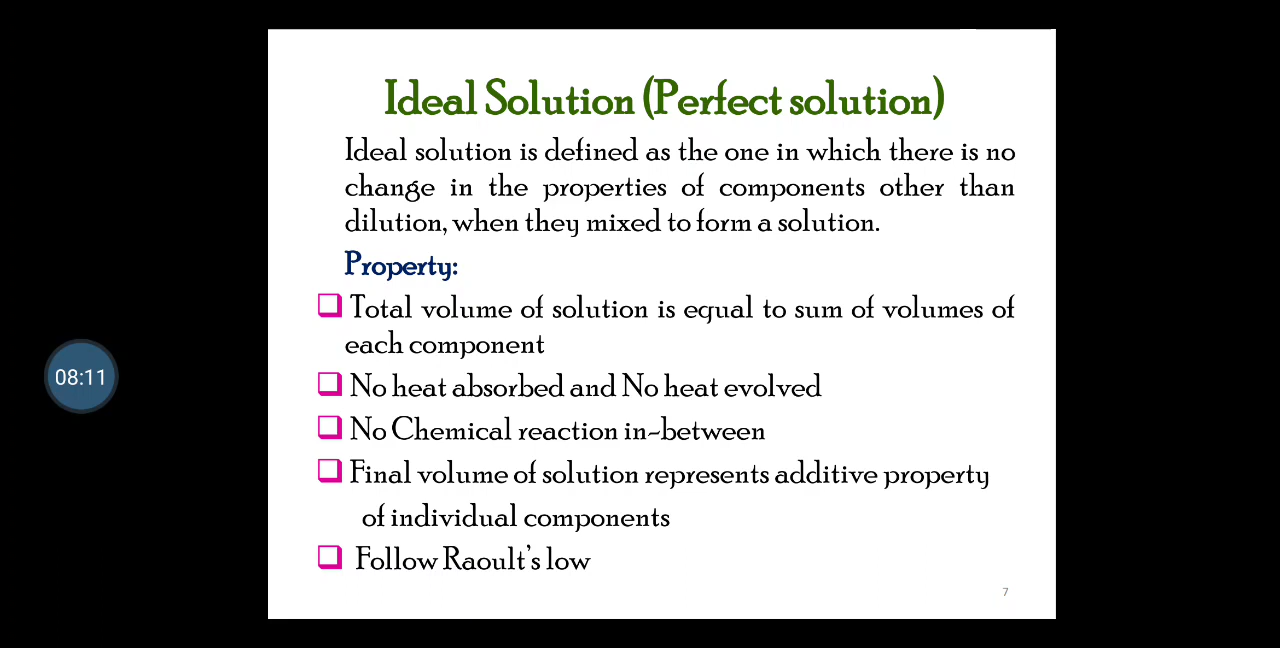 Ideal Solution (Perfect solution)
Ideal solution is defined as the one in which there is no
change in the properties of components other than
dilution, when they mixed to form a solution.
Property:
Total volume of solution is equal to sum of volumes of
each component
No heat absorbed and No heat evolved
No Chemical reaction in-between
Final volume of solution represents additive property
of individual components
Follow Raoult's low
7
08:11